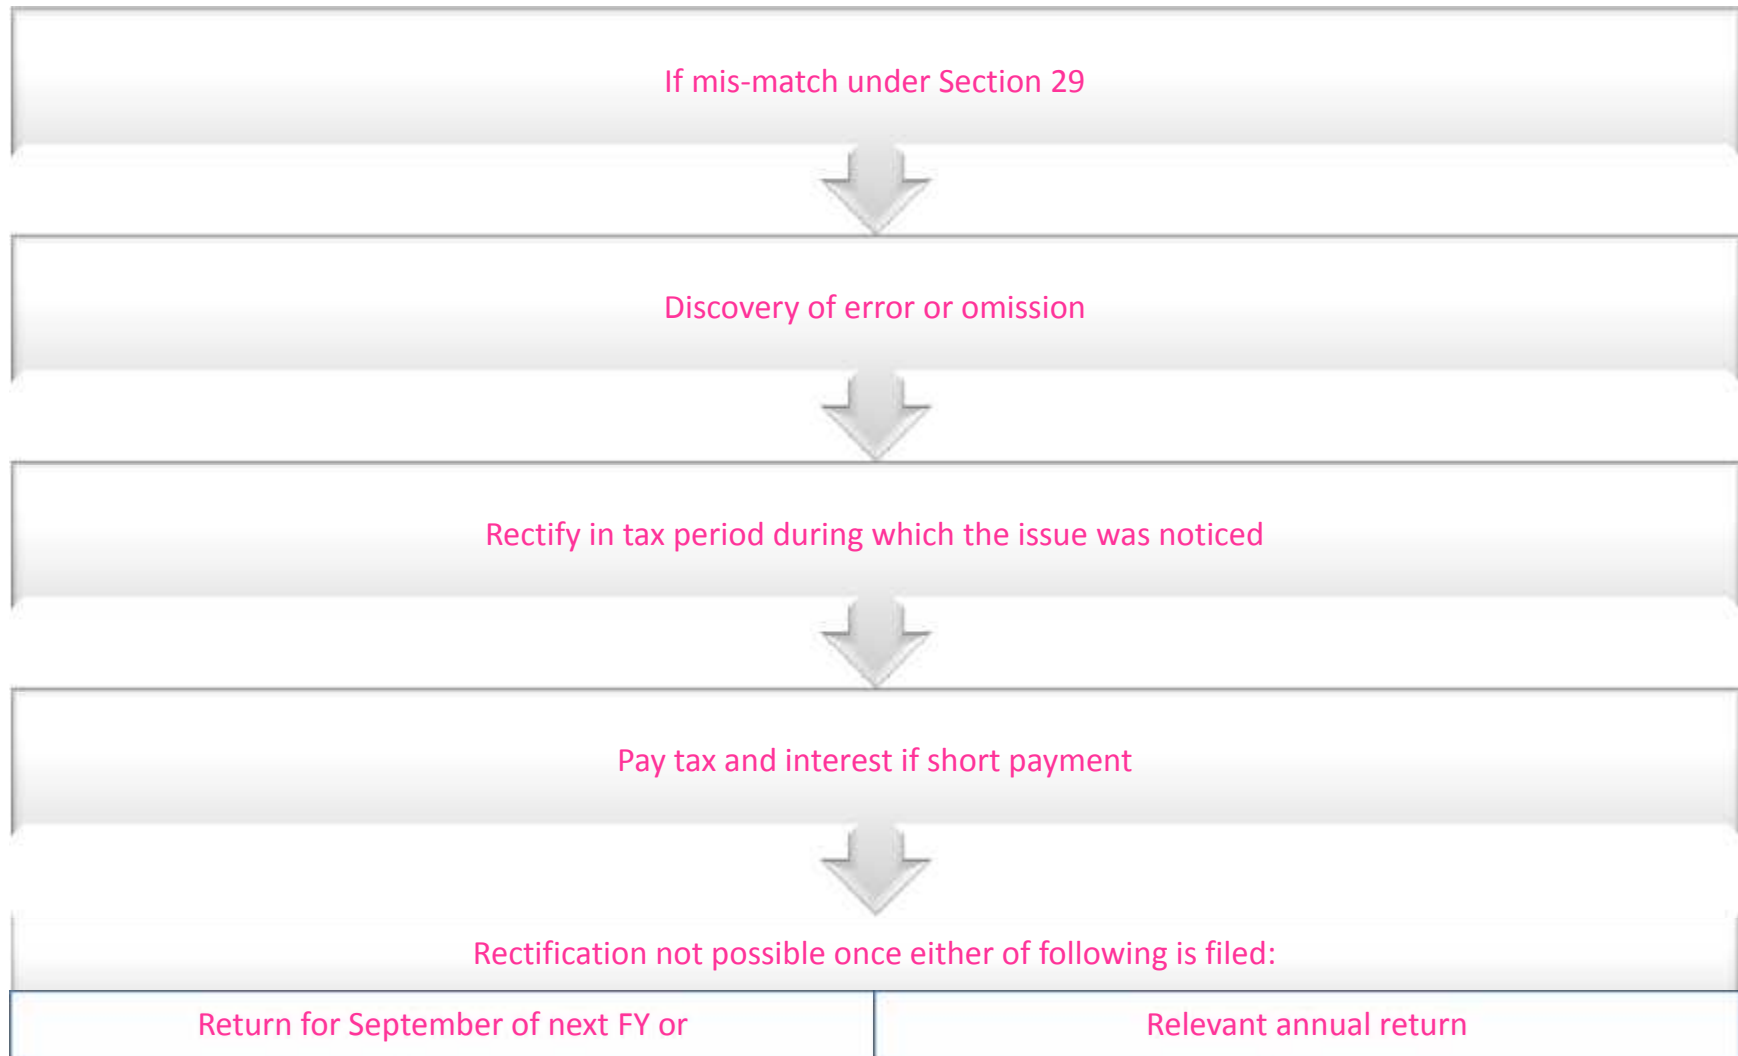 If mis-match under Section 29
Discovery of error or omission
Rectify in tax period during which the issue was noticed
Pay tax and interest if short payment
Rectification not possible once either of following is filed:
Return for September of next FY or
Relevant annual return